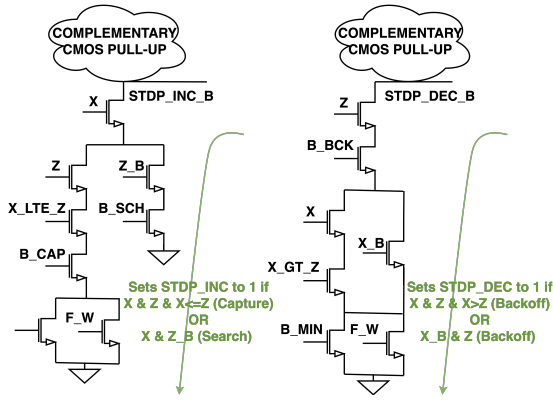 COMPLEMENTARY
CMOS PULL-UP
STDP_INC_B
X
Z
Z_B
X_LTE_Z
B_SCH
B_CAP
F_W
Sets STDP_INC to 1 if
X & Z & X<=Z (Capture)
OR
X & Z_B (Search)
COMPLEMENTARY
CMOS PULL-UP
STDP_DEC_B
Z
B_BCK
X
X_B
X_GT_Z
B_MIN
F_W
Sets STDP_DEC to 1 if
X & Z & X>Z (Backoff)
OR
X_B & Z (Backoff)